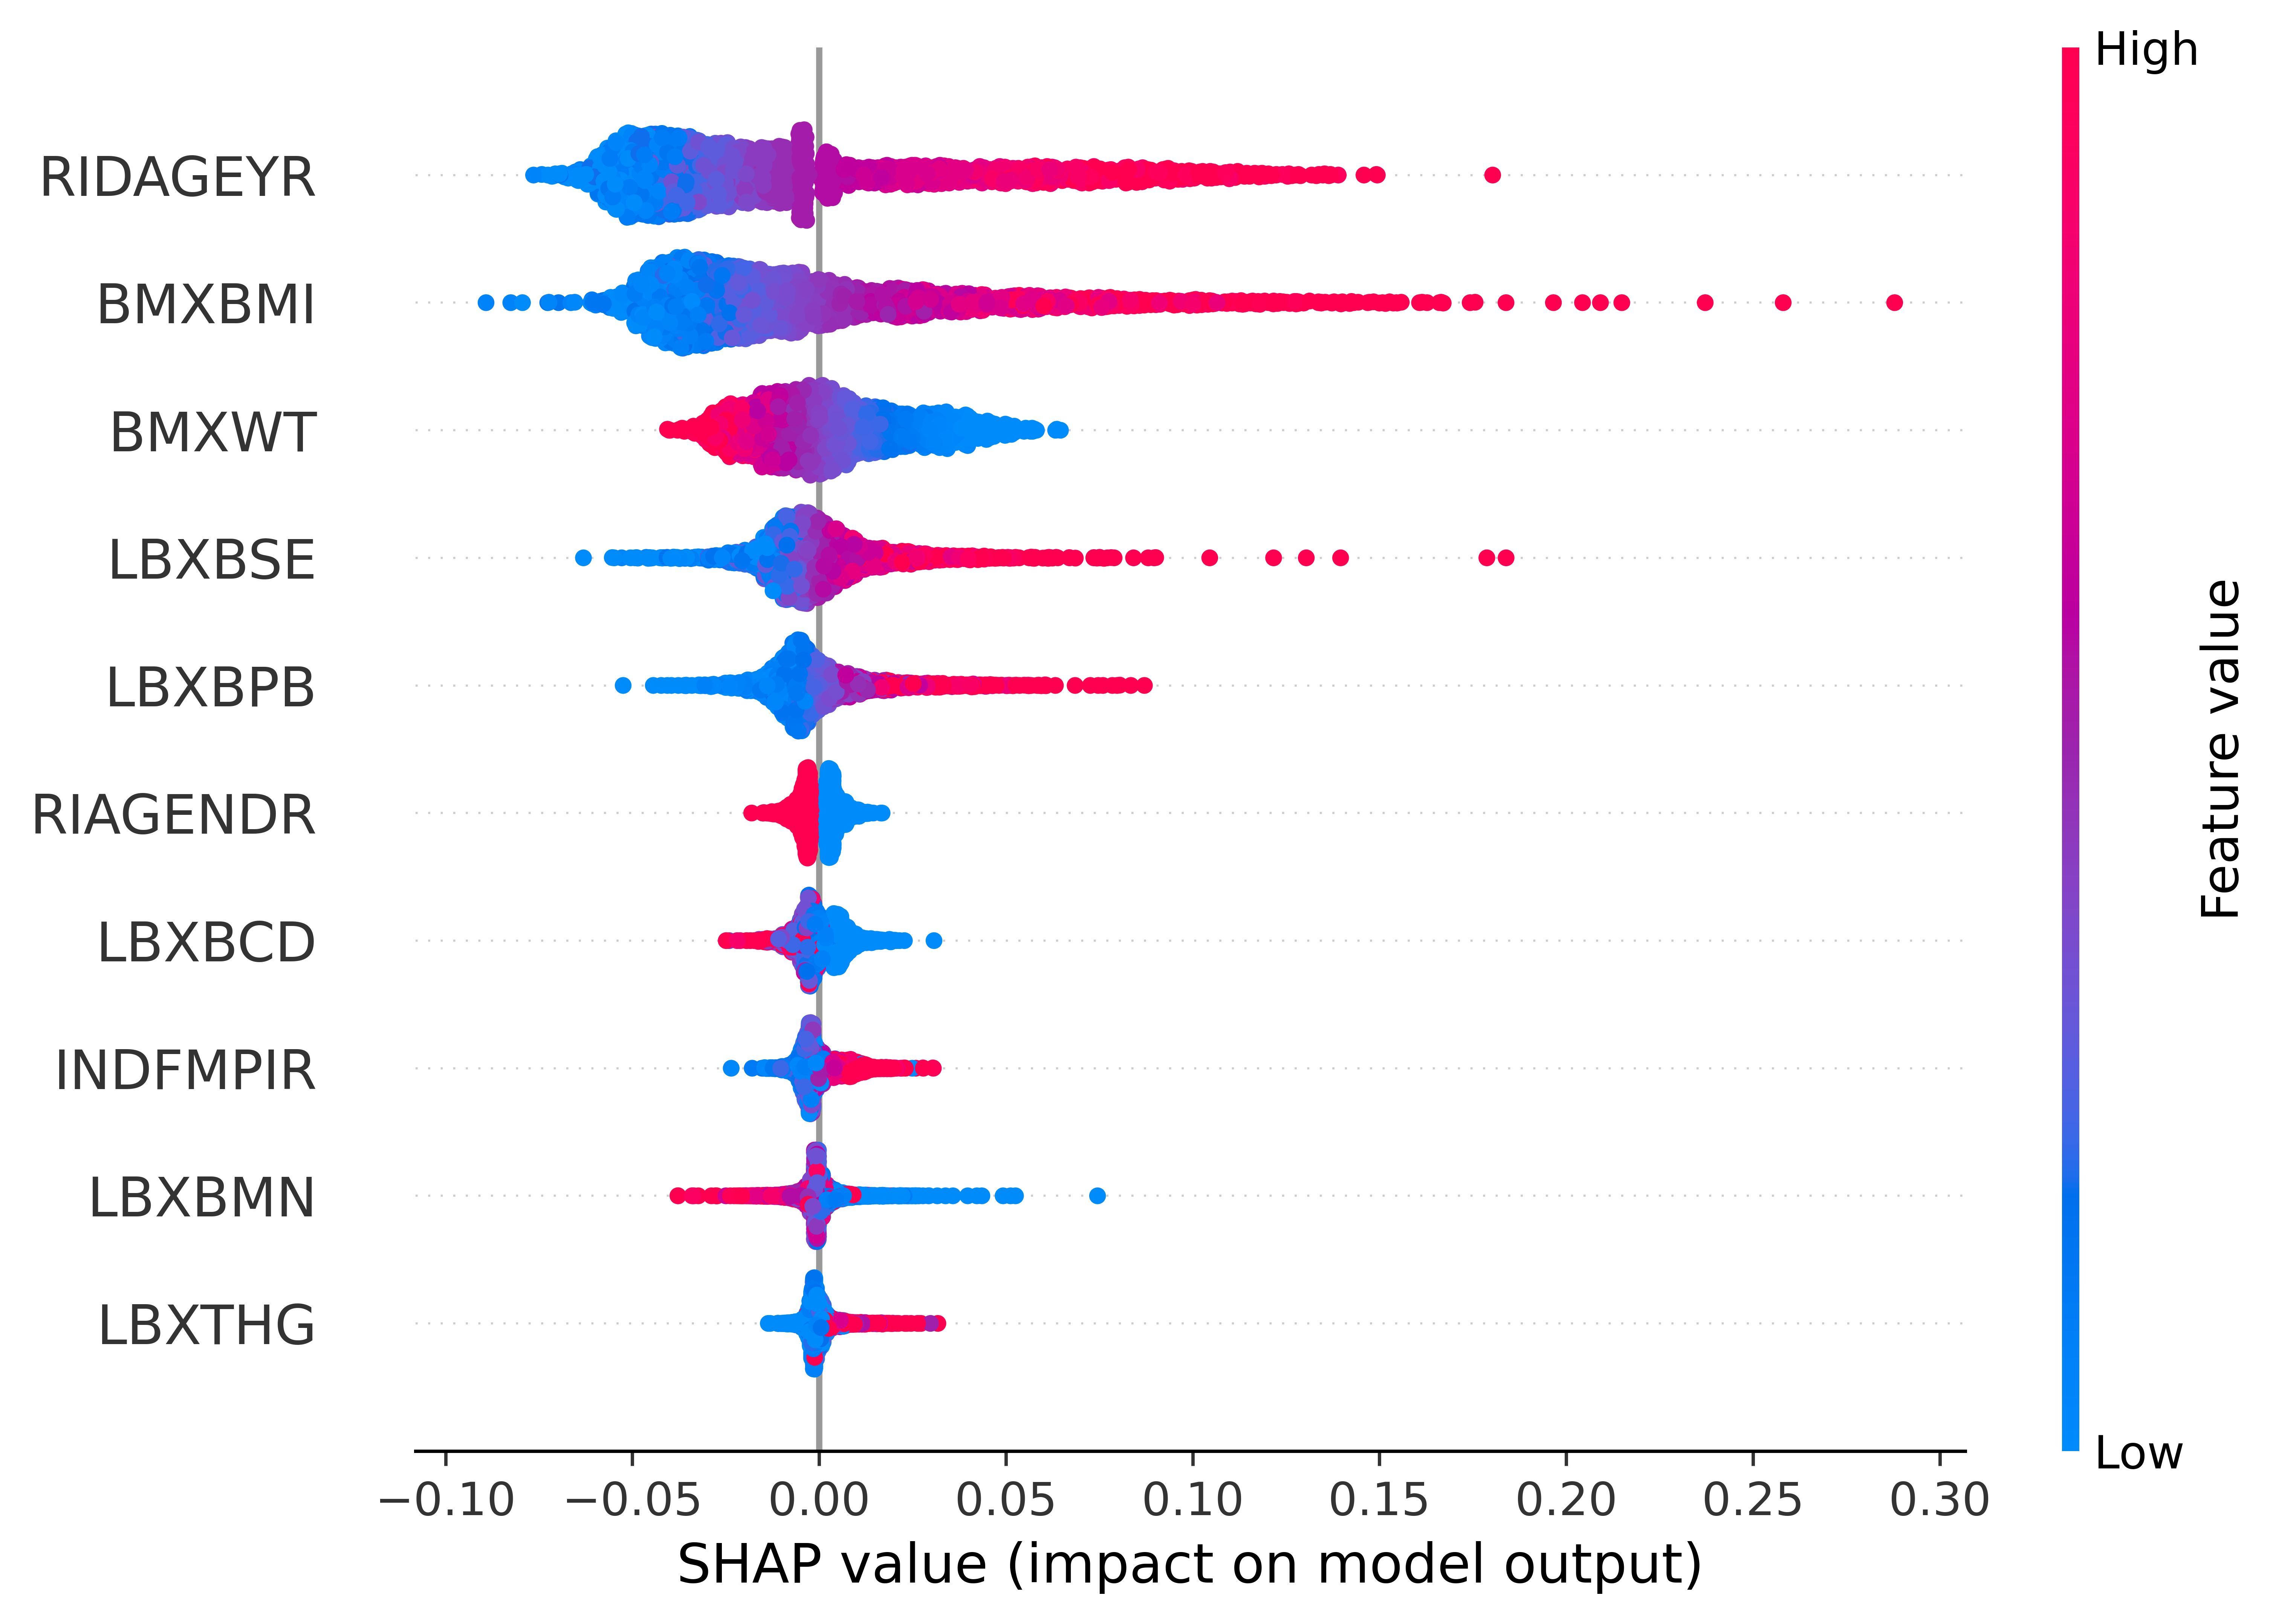 High
RIDAGEYR
BMXBMI
BMXWT
LBXBSE
LBXBPB
RIAGENDR
LBXBCD
INDFMPIR
LBXBMN
LBXTHG
Feature value
Low
−0.10 −0.05 0.00 0.05 0.10 0.15 0.20 0.25 0.30
SHAP value (impact on model output)